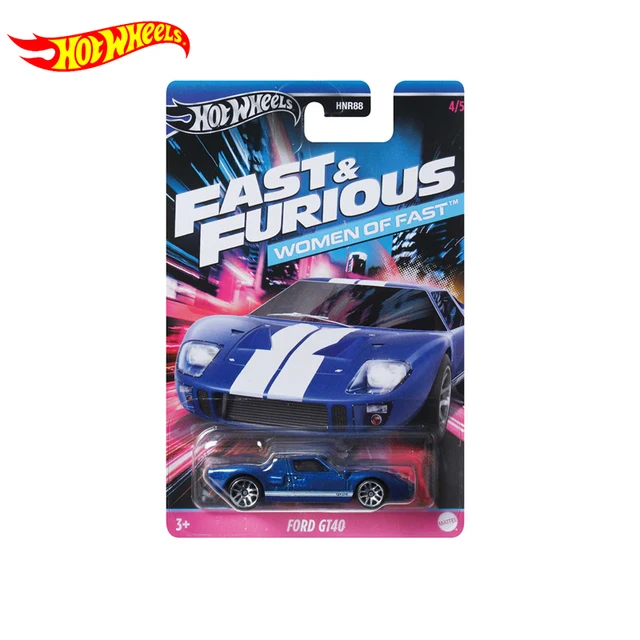 HOT WHEELS
HOT WHEELS
HNR88
4/5
FAST &
FURIOUS
WOMEN OF FAST™
3+
FORD GT40
MATTEL